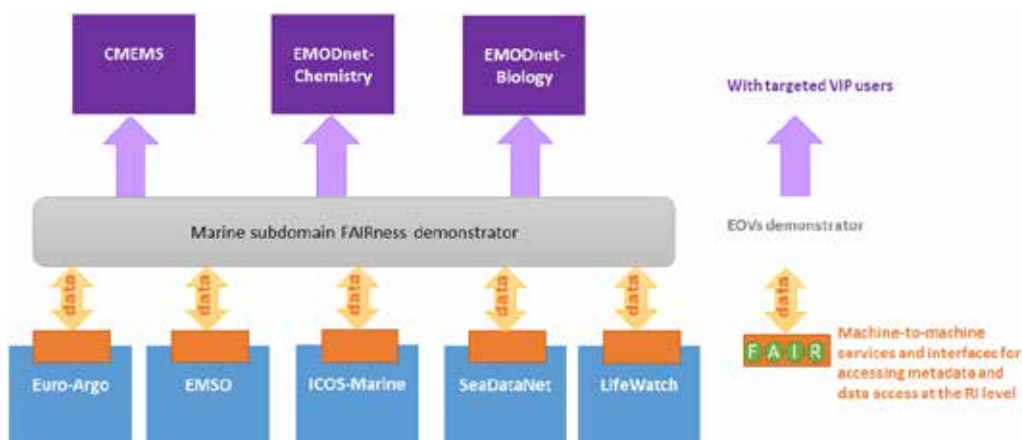 CMEMS
EMODnet-
Chemistry
EMODnet-
Biology
With targeted VIP users
Marine subdomain FAIRness demonstrator
EOVs demonstrator
data
data
data
data
data
data
Euro-Argo
EMSO
ICOS-Marine
SeaDataNet
LifeWatch
F A I R
Machine-to-machine
services and interfaces for
accessing metadata and
data access at the RI level